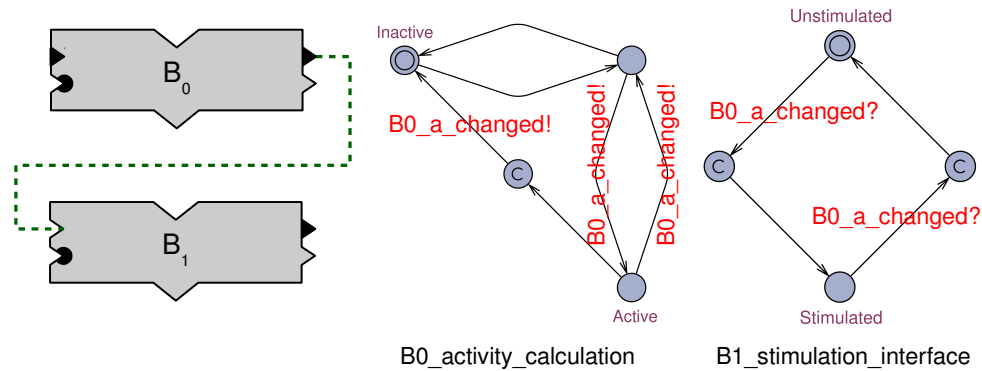 B0
B1
Inactive
B0_a_changed!
C
B0_a_changed!
B0_a_changed!
Active
B0_activity_calculation
Unstimulated
B0_a_changed?
C
C
B0_a_changed?
Stimulated
B1_stimulation_interface